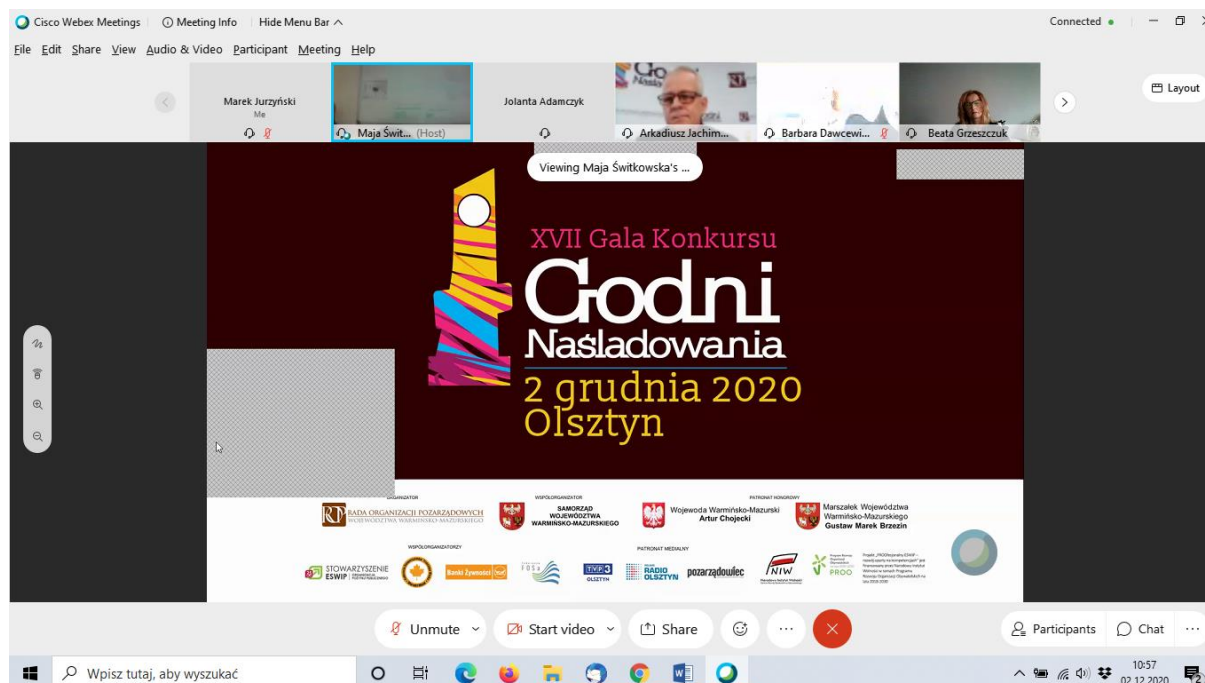 Cisco Webex Meetings Meeting Info Hide Menu Bar
Connected
File Edit Share View Audio & Video Participant Meeting Help
Marek Jurzyński
Me
Maja Świt... (Host)
Jolanta Adamczyk
Arkadiusz Jachim...
Barbara Dawcewi...
Beata Grzeszczuk
Layout
Viewing Maja Świtkowska's ...
XVII Gala Konkursu
Godni
Naśladowania
2 grudnia 2020
Olsztyn
ORGANIZATOR
RADA ORGANIZACJI POZARZĄDOWYCH
WOJEWÓDZTWA WARMIŃSKO-MAZURSKIEGO
WSPÓŁORGANIZATOR
SAMORZĄD
WOJEWÓDZTWA
WARMIŃSKO-MAZURSKIEGO
PATRONAT HONOROWY
Wojewoda Warmińsko-Mazurski
Artur Chojecki
Marszałek Województwa
Warmińsko-Mazurskiego
Gustaw Marek Brzezin
WSPÓŁORGANIZATORZY
STOWARZYSZENIE
ESWIP
Banki Żywności
FOSa
PATRONAT MEDIALNY
TVP3
OLSZTYN
RADIO
OLSZTYN
pozarządowiec
NIW
PROO
Unmute
Start video
Share
Participants
Chat
Wpisz tutaj, aby wyszukać
10:57
02.12.2020
2